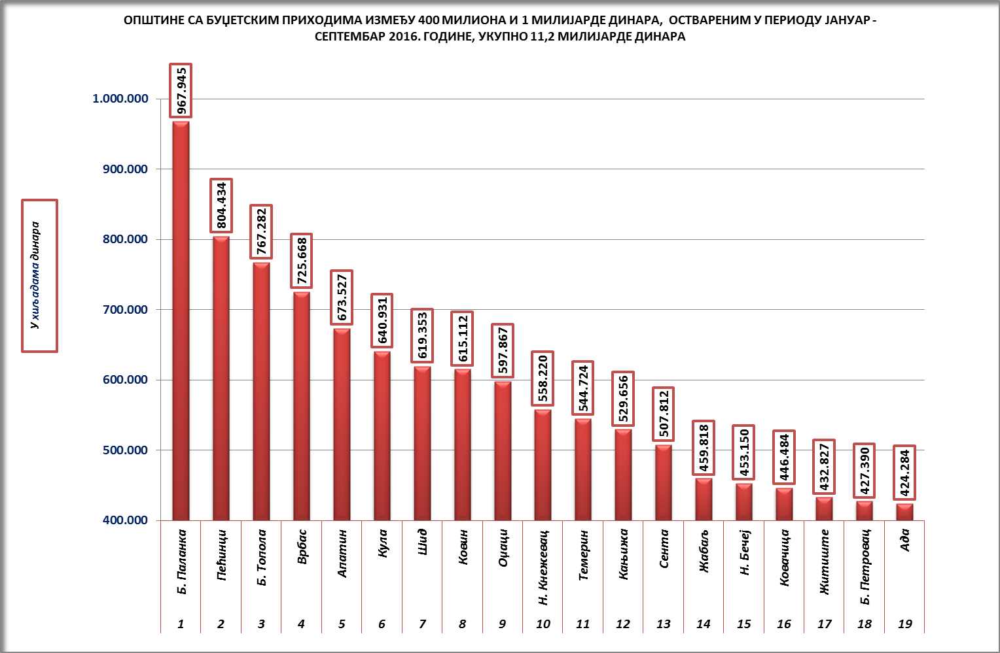 ОПШТИНЕ СА БУЏЕТСКИМ ПРИХОДИМА ИЗМЕЂУ 400 МИЛИОНА И 1 МИЛИЈАРДЕ ДИНАРА, ОСТВАРЕНИМ У ПЕРИОДУ ЈАНУАР -
СЕПТЕМБАР 2016. ГОДИНЕ, УКУПНО 11,2 МИЛИЈАРДЕ ДИНАРА
У хиљадама динара
1.000.000
900.000
800.000
700.000
600.000
500.000
400.000
967.945
804.434
767.282
725.668
673.527
640.931
619.353
615.112
597.867
558.220
544.724
529.656
507.812
459.818
453.150
446.484
432.827
427.390
424.284
Б. Паланка
Пећинци
Б. Топола
Врбас
Апатин
Кула
Шид
Ковин
Оџаци
Н. Кнежевац
Темерин
Кањижа
Сента
Жабаљ
Н. Бечеј
Ковачица
Житиште
Б. Петровац
Ада
1 2 3 4 5 6 7 8 9 10 11 12 13 14 15 16 17 18 19